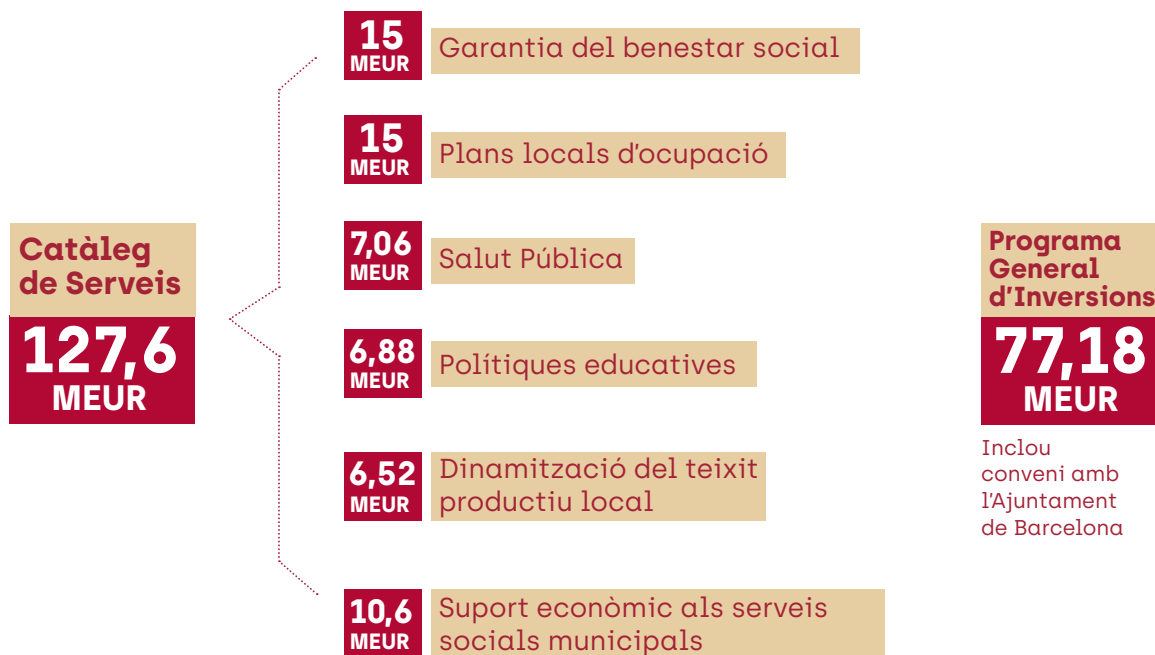 Catàleg
de Serveis
127,6
MEUR
15
MEUR
Garantia del benestar social
15
MEUR
Plans locals d'ocupació
7,06
MEUR
Salut Pública
6,88
MEUR
Polítiques educatives
6,52
MEUR
Dinamització del teixit
productiu local
10,6
MEUR
Suport econòmic als serveis
socials municipals
Programa
General
d'Inversions
77,18
MEUR
Inclou
conveni amb
l'Ajuntament
de Barcelona